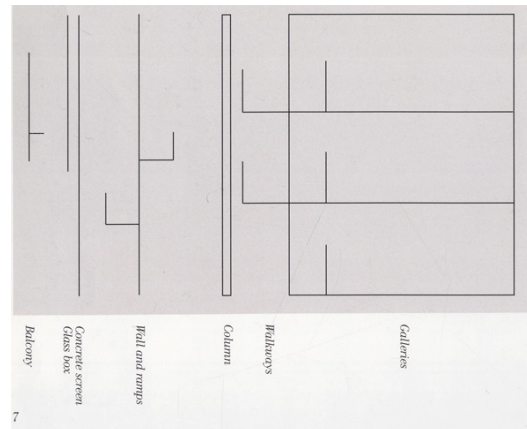 Balcony
Glass box
Concrete screen
Wall and ramps
Column
Walkways
Galleries
7